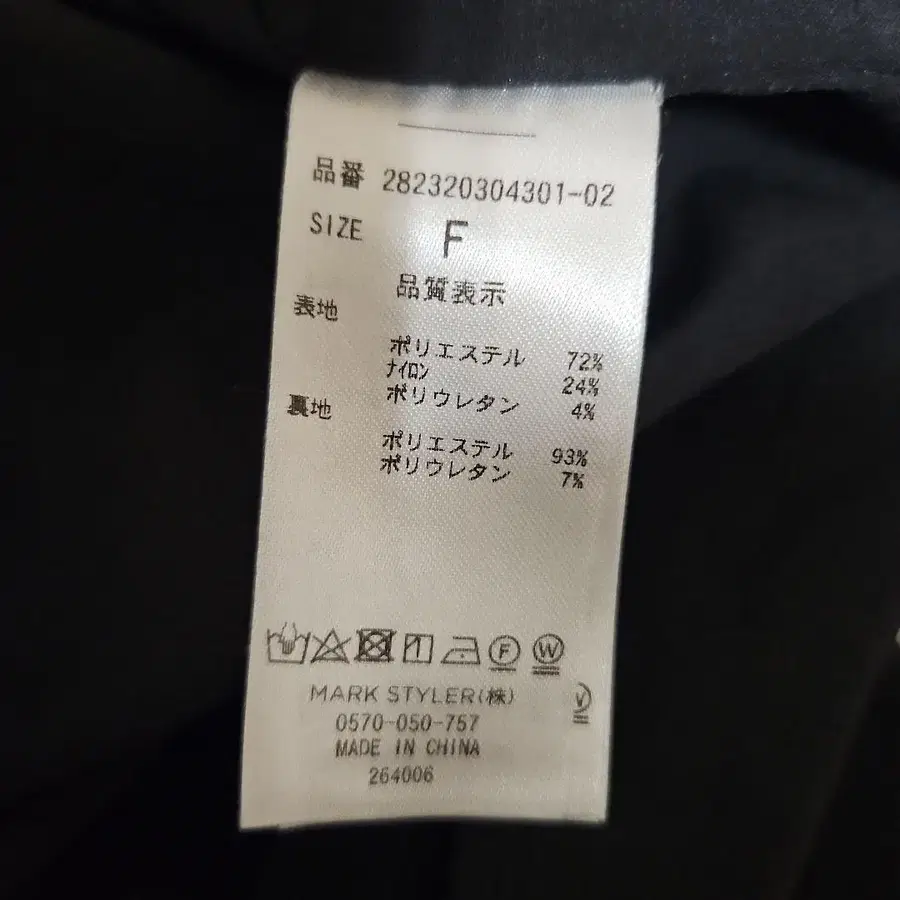 品番 282320304301-02
SIZE F
品質表示
表地
ポリエステル 72%
ナイロン 24%
ポリウレタン 4%
裏地
ポリエステル 93%
ポリウレタン 7%
F W
MARK STYLER(株) V
0570-050-757
MADE IN CHINA
264006